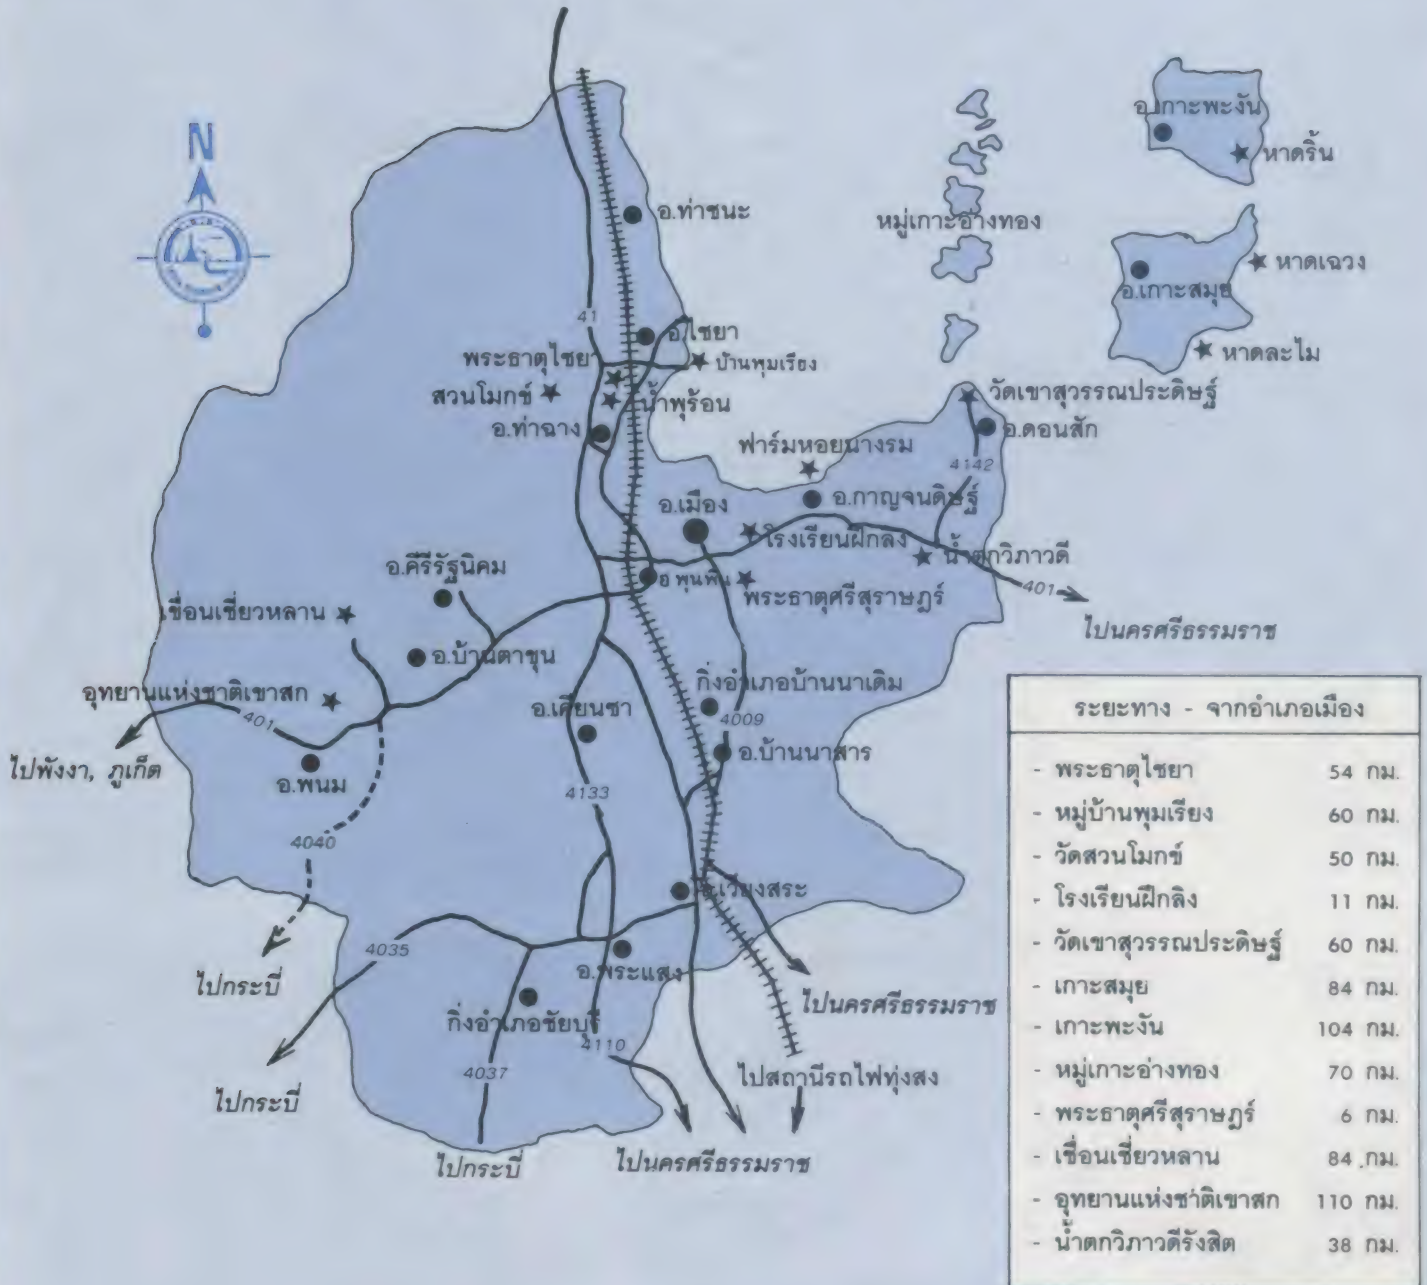 N
อ.เกาะพะงัน
หาดริ้น
อ.ท่าชนะ
หมู่เกาะอ่างทอง
หาดเฉวง
อ.เกาะสมุย
41
อ.ไชยา
หาดละไม
พระธาตุไชยา
บ้านพุมเรียง
สวนโมกข์
น้ำพุร้อน
วัดเขาสุวรรณประดิษฐ์
อ.ท่าฉาง
อ.ดอนสัก
ฟาร์มหอยนางรม
4142
อ.เมือง
อ.กาญจนดิษฐ์
โรงเรียนฝึกลิง
น้ำตกวิภาวดี
อ.คีรีรัฐนิคม
อ.พุนพิน
401
เชื่อนเชี่ยวหลาน
พระธาตุศรีสุราษฎร์
ไปนครศรีธรรมราช
อ.บ้านตาขุน
อุทยานแห่งชาติเขาสก
กิ่งอำเภอบ้านนาเดิม
401
อ.เคียนซา
4009
ไปพังงา, ภูเก็ต
อ.บ้านนาสาร
อ.พนม
4133
4040
อ.เวียงสระ
4035
อ.พระแสง
ไปกระบี่
ไปนครศรีธรรมราช
กิ่งอำเภอชัยบุรี
4110
4037
ไปสถานีรถไฟทุ่งสง
ไปกระบี่
ไปกระบี่
ไปนครศรีธรรมราช
ระยะทาง - จากอำเภอเมือง
- พระธาตุไชยา 54 กม.
- หมู่บ้านพุมเรียง 60 กม.
- วัดสวนโมกข์ 50 กม.
- โรงเรียนฝึกลิง 11 กม.
- วัดเขาสุวรรณประดิษฐ์ 60 กม.
- เกาะสมุย 84 กม.
- เกาะพะงัน 104 กม.
- หมู่เกาะอ่างทอง 70 กม.
- พระธาตุศรีสุราษฎร์ 6 กม.
- เชื่อนเชี่ยวหลาน 84 กม.
- อุทยานแห่งชาติเขาสก 110 กม.
- น้ำตกวิภาวดีรังสิต 38 กม.